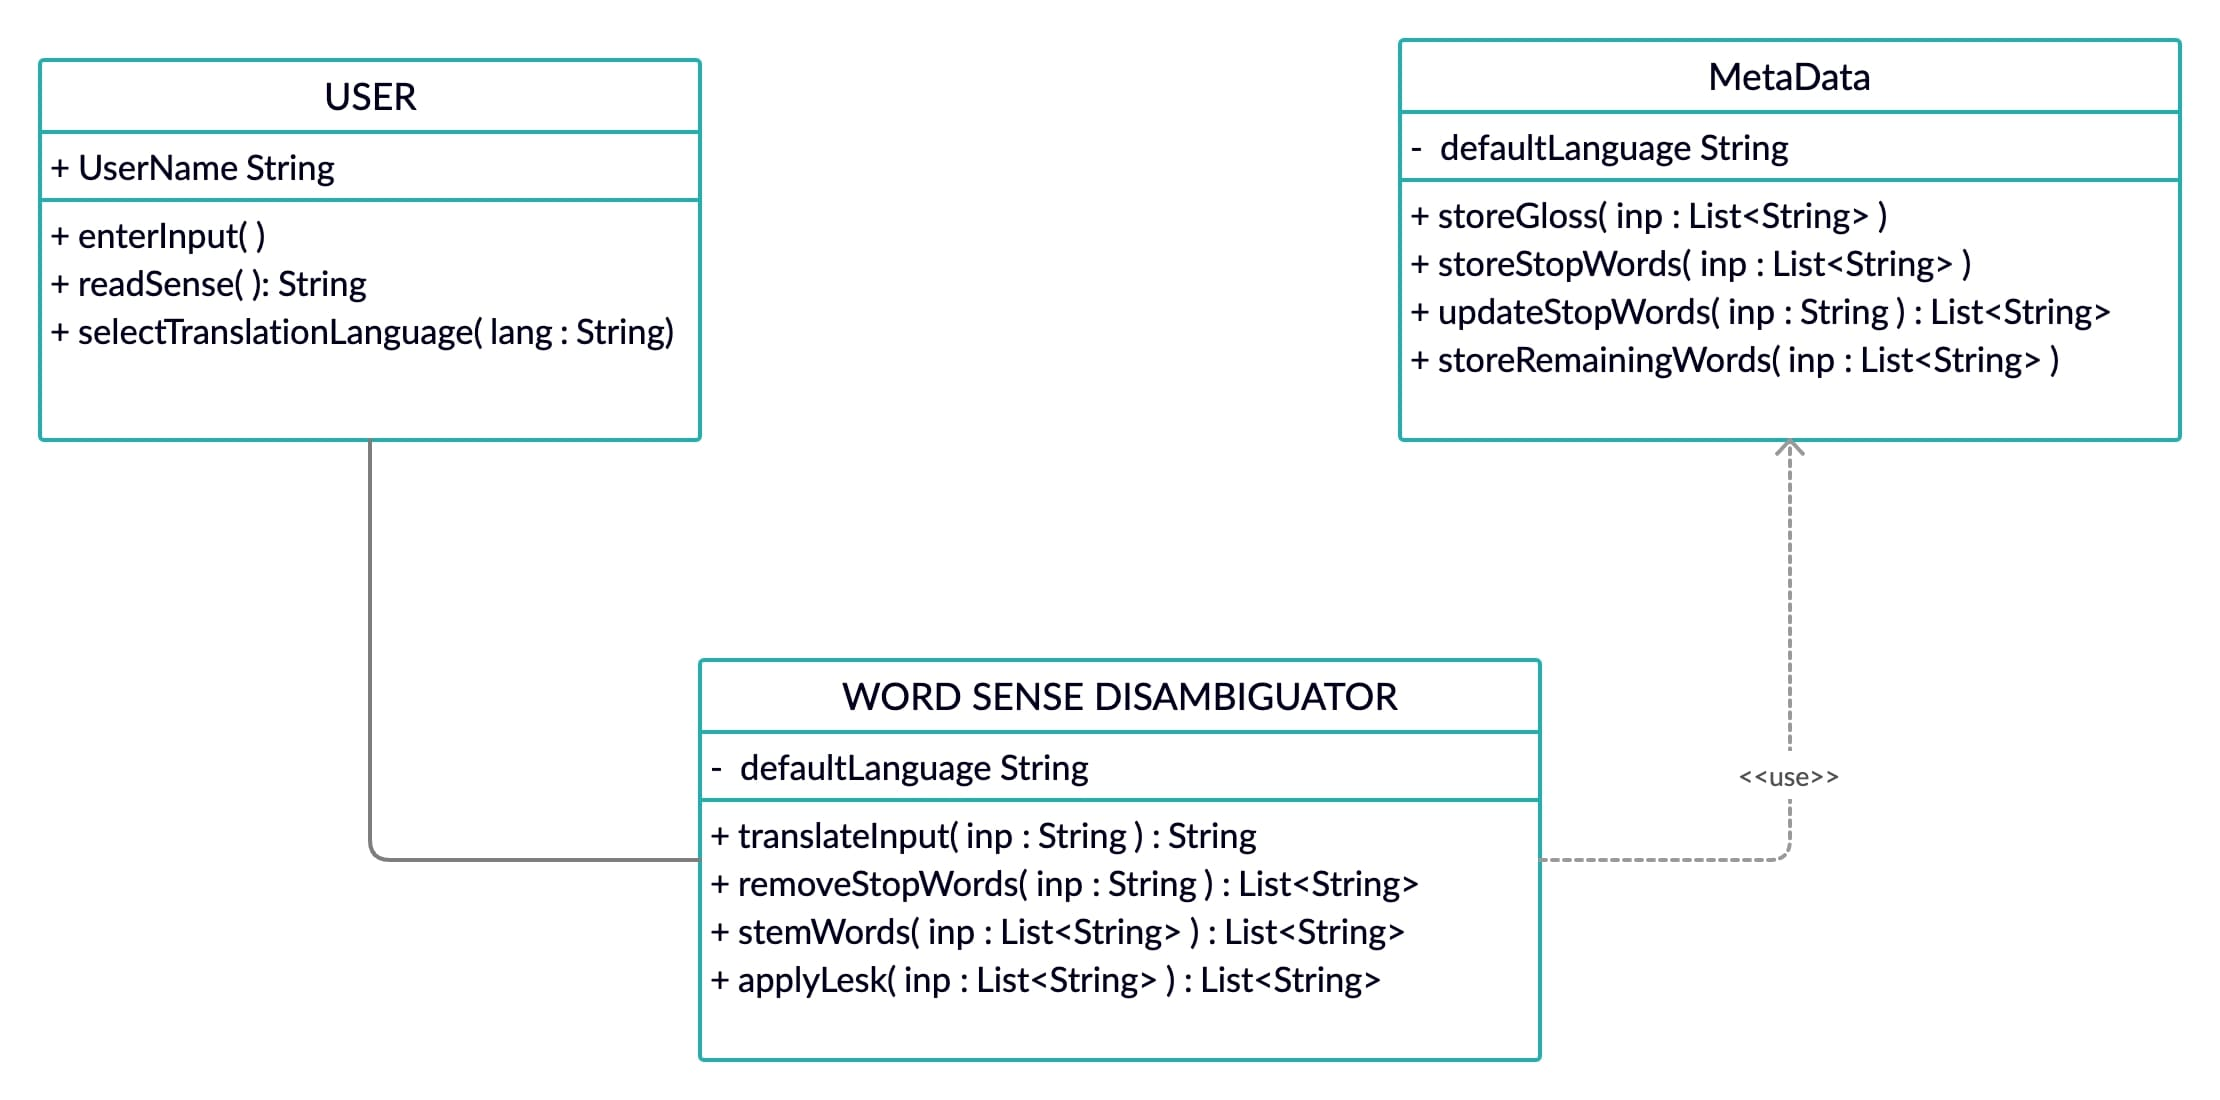 USER
+ UserName String
+ enterInput( )
+ readSense( ): String
+ selectTranslationLanguage( lang : String)
MetaData
- defaultLanguage String
+ storeGloss( inp : List<String> )
+ storeStopWords( inp : List<String> )
+ updateStopWords( inp : String ) : List<String>
+ storeRemainingWords( inp : List<String> )
WORD SENSE DISAMBIGUATOR
- defaultLanguage String
+ translateInput( inp : String ) : String
+ removeStopWords( inp : String ) : List<String>
+ stemWords( inp : List<String> ) : List<String>
+ applyLesk( inp : List<String> ) : List<String>
<<use>>